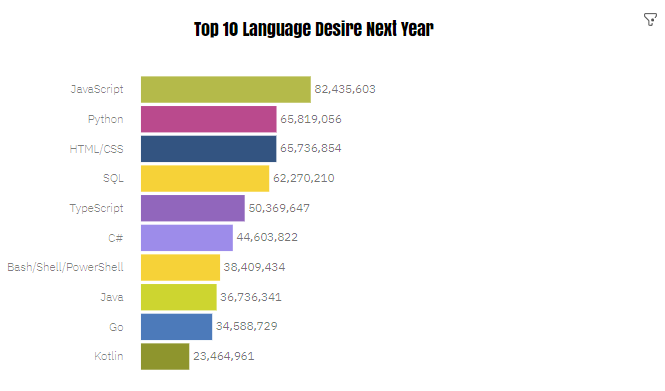 Top 10 Language Desire Next Year
JavaScript 82,435,603
Python 65,819,056
HTML/CSS 65,736,854
SQL 62,270,210
TypeScript 50,369,647
C# 44,603,822
Bash/Shell/PowerShell 38,409,434
Java 36,736,341
Go 34,588,729
Kotlin 23,464,961